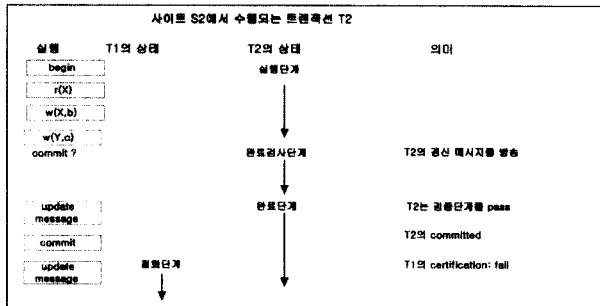 사이트 S2에서 수행되는 트랜잭션 T2
실행 T1의 상태 T2의 상태 의미
begin 실행단계
r(X)
w(X,b)
w(Y,a)
commit ? 완료검사단계 T2의 갱신 메시지를 방송
update message 완료단계 T2는 검증단계를 pass
commit T2의 committed
update message 철회단계 T1의 certification: fail